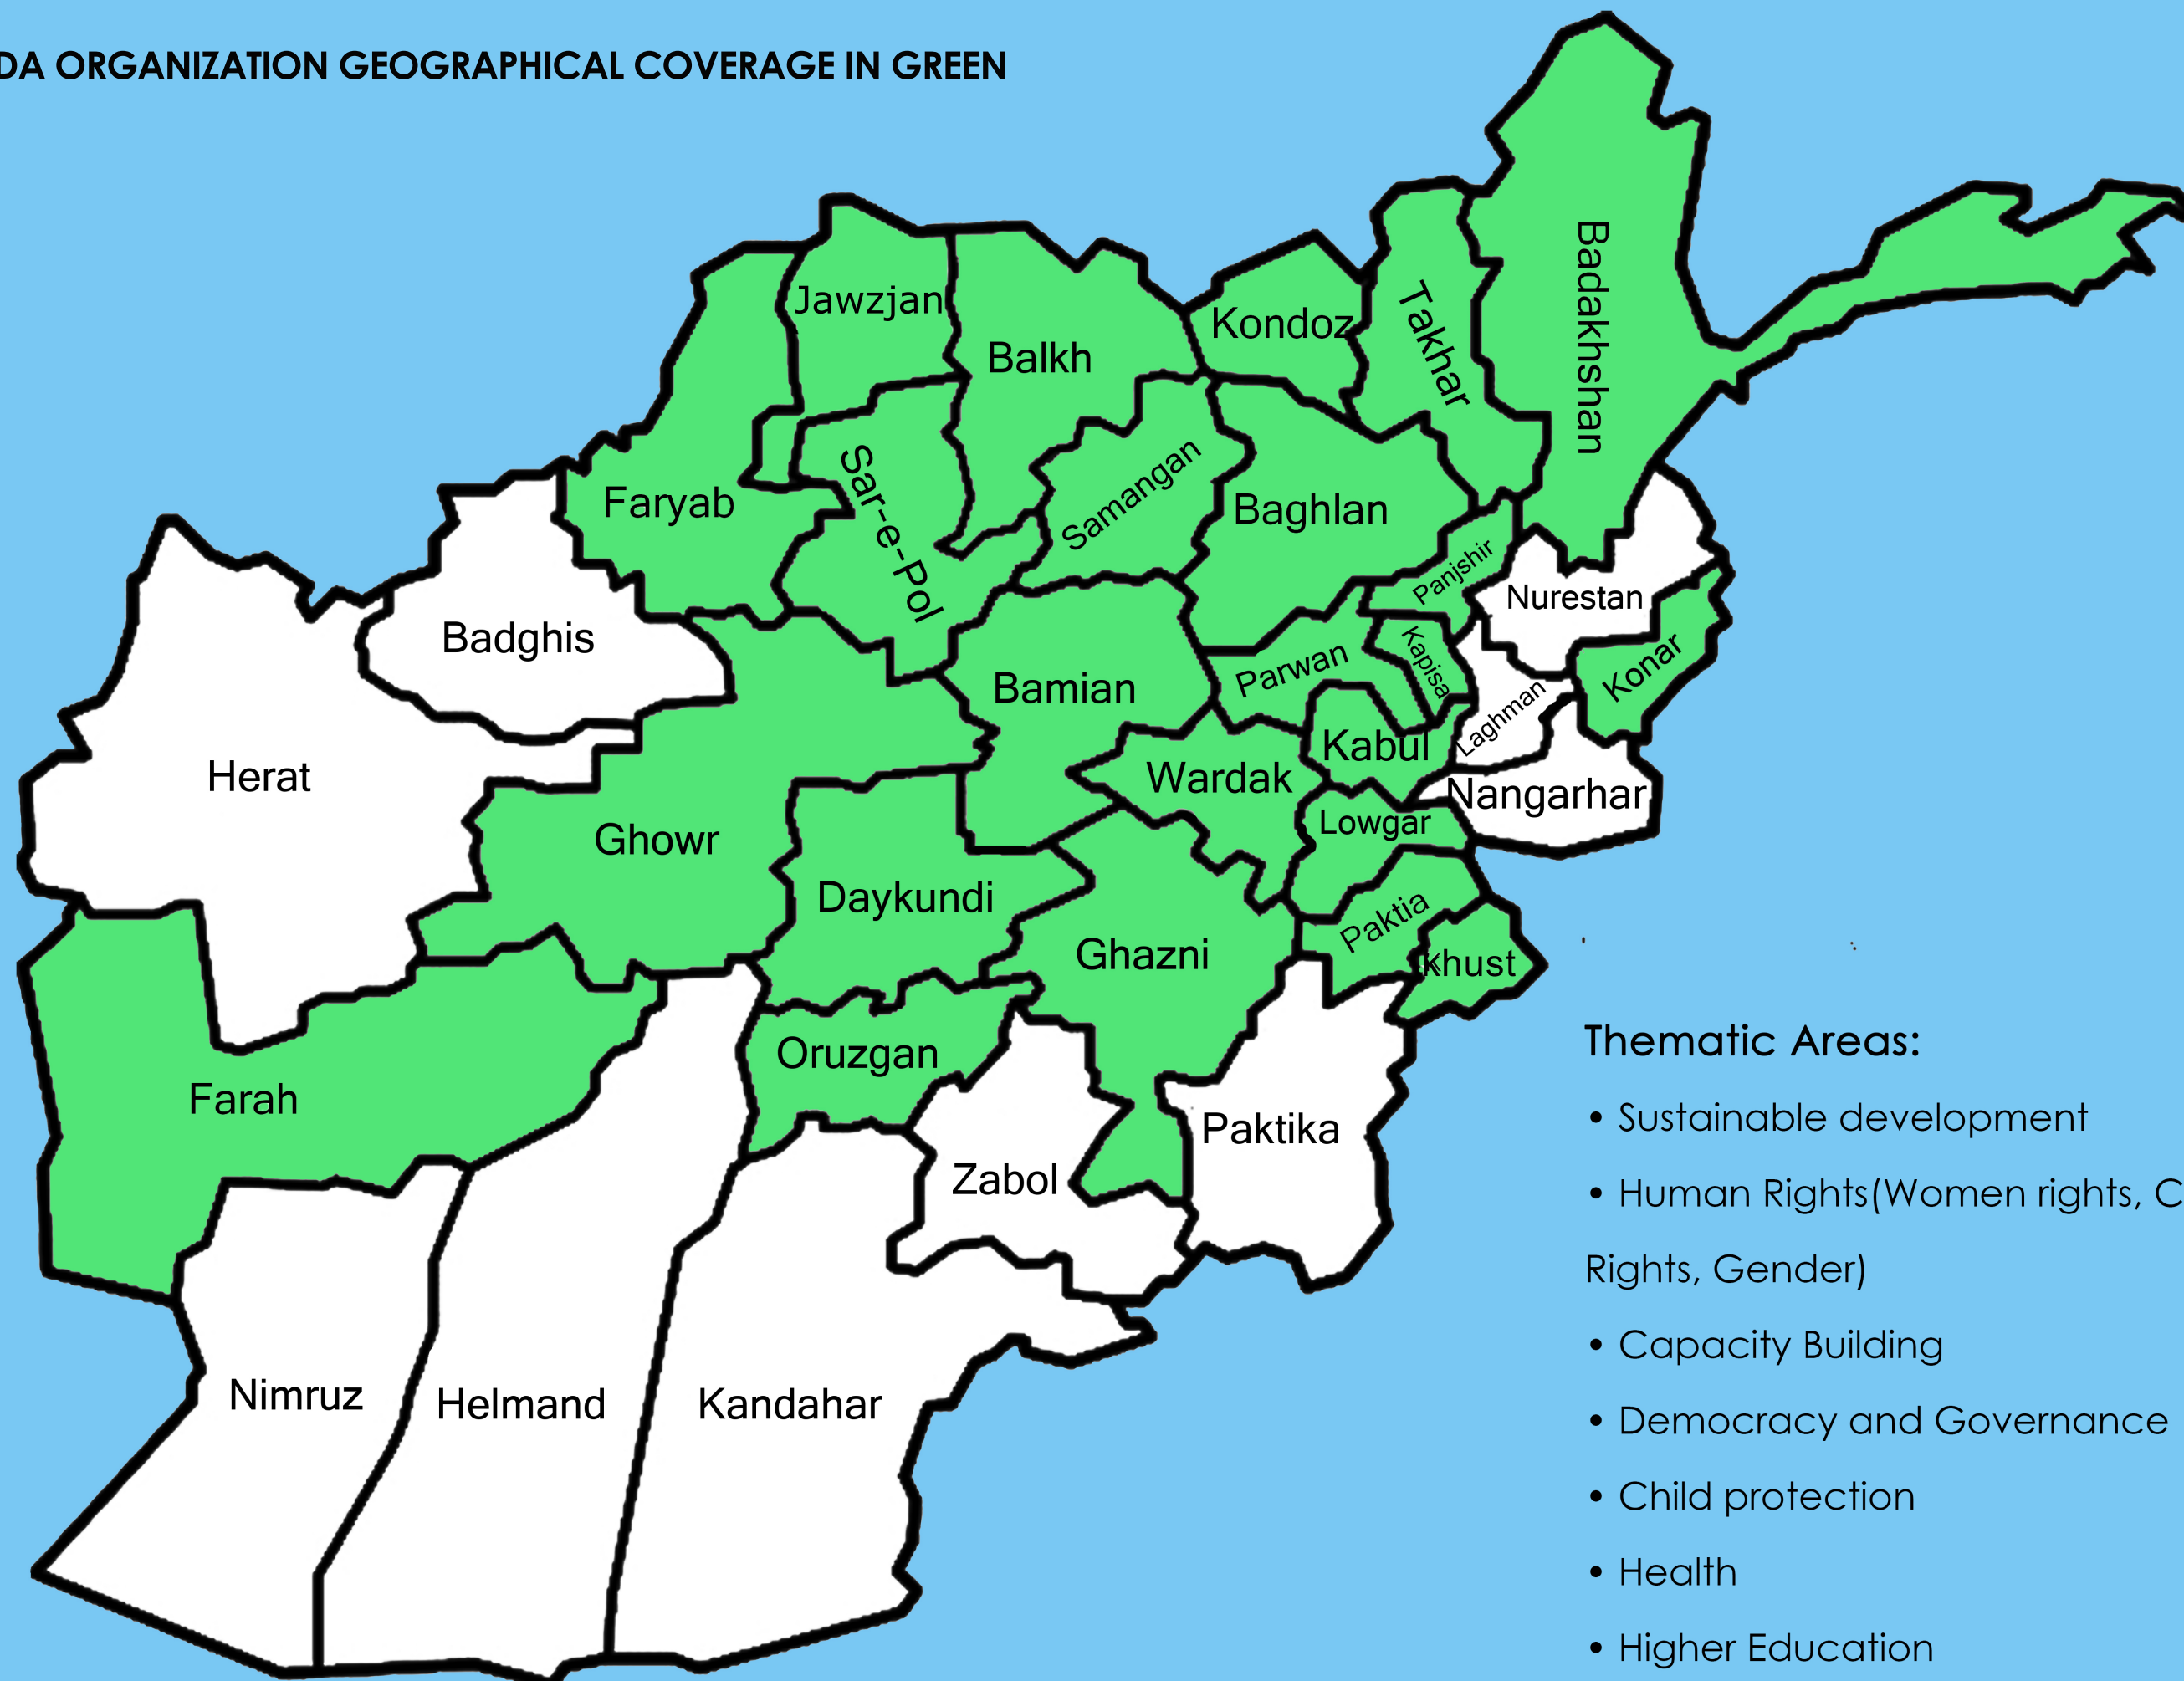 DA ORGANIZATION GEOGRAPHICAL COVERAGE IN GREEN
Badakhshan
Takhar
Kondoz
Jawzjan
Balkh
Samangan
Baghlan
Sar-e-Pol
Faryab
Panjshir
Nurestan
Badghis
Kapisa
Parwan
Konar
Bamian
Laghman
Kabul
Herat
Wardak
Nangarhar
Lowgar
Ghowr
Daykundi
Paktia
Ghazni
Khust
Oruzgan
Farah
Paktika
Zabol
Nimruz
Helmand
Kandahar
Thematic Areas:
• Sustainable development
• Human Rights(Women rights, C
Rights, Gender)
• Capacity Building
• Democracy and Governance
• Child protection
• Health
• Higher Education